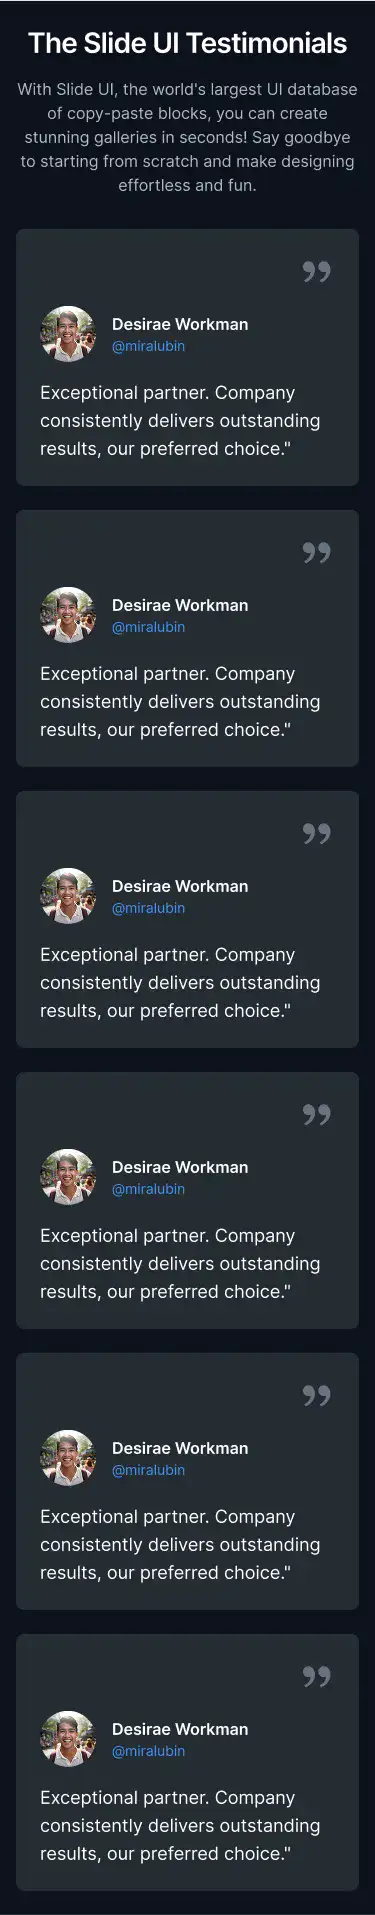 The Slide UI Testimonials
With Slide UI, the world's largest UI database
of copy-paste blocks, you can create
stunning galleries in seconds! Say goodbye
to starting from scratch and make designing
effortless and fun.
”
Desirae Workman
@miralubin
Exceptional partner. Company
consistently delivers outstanding
results, our preferred choice."
”
Desirae Workman
@miralubin
Exceptional partner. Company
consistently delivers outstanding
results, our preferred choice."
”
Desirae Workman
@miralubin
Exceptional partner. Company
consistently delivers outstanding
results, our preferred choice."
”
Desirae Workman
@miralubin
Exceptional partner. Company
consistently delivers outstanding
results, our preferred choice."
”
Desirae Workman
@miralubin
Exceptional partner. Company
consistently delivers outstanding
results, our preferred choice."
”
Desirae Workman
@miralubin
Exceptional partner. Company
consistently delivers outstanding
results, our preferred choice."